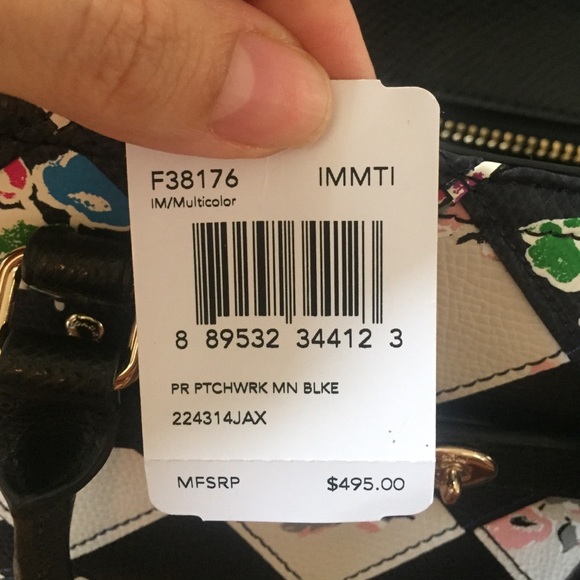 F38176 IMMTI
IM/Multicolor
8 89532 34412 3
PR PTCHWRK MN BLKE
224314JAX
MFSRP $495.00